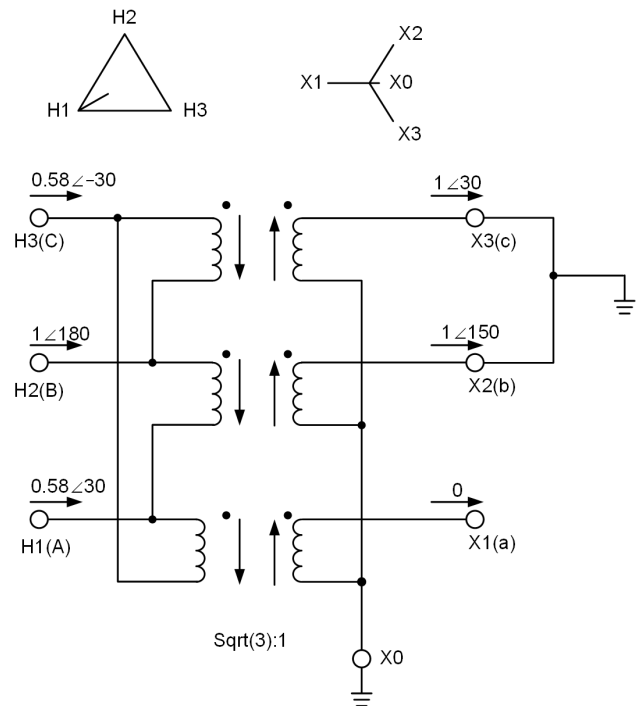 H2
X2
X1
X0
H1
H3
X3
0.58∠−30
1∠30
H3(C)
X3(c)
1∠180
1∠150
H2(B)
X2(b)
0.58∠30
0
H1(A)
X1(a)
Sqrt(3):1
X0